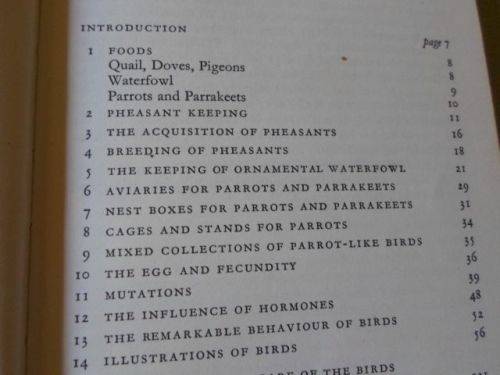 INTRODUCTION page 7
1 FOODS 8
Quail, Doves, Pigeons 8
Waterfowl 9
Parrots and Parrakeets 10
2 PHEASANT KEEPING 11
3 THE ACQUISITION OF PHEASANTS 16
4 BREEDING OF PHEASANTS 18
5 THE KEEPING OF ORNAMENTAL WATERFOWL 21
6 AVIARIES FOR PARROTS AND PARRAKEETS 29
7 NEST BOXES FOR PARROTS AND PARRAKEETS 31
8 CAGES AND STANDS FOR PARROTS 34
9 MIXED COLLECTIONS OF PARROT-LIKE BIRDS 35
10 THE EGG AND FECUNDITY 36
11 MUTATIONS 39
12 THE INFLUENCE OF HORMONES 48
13 THE REMARKABLE BEHAVIOUR OF BIRDS 52
14 ILLUSTRATIONS OF BIRDS 56
OF THE BIRDS